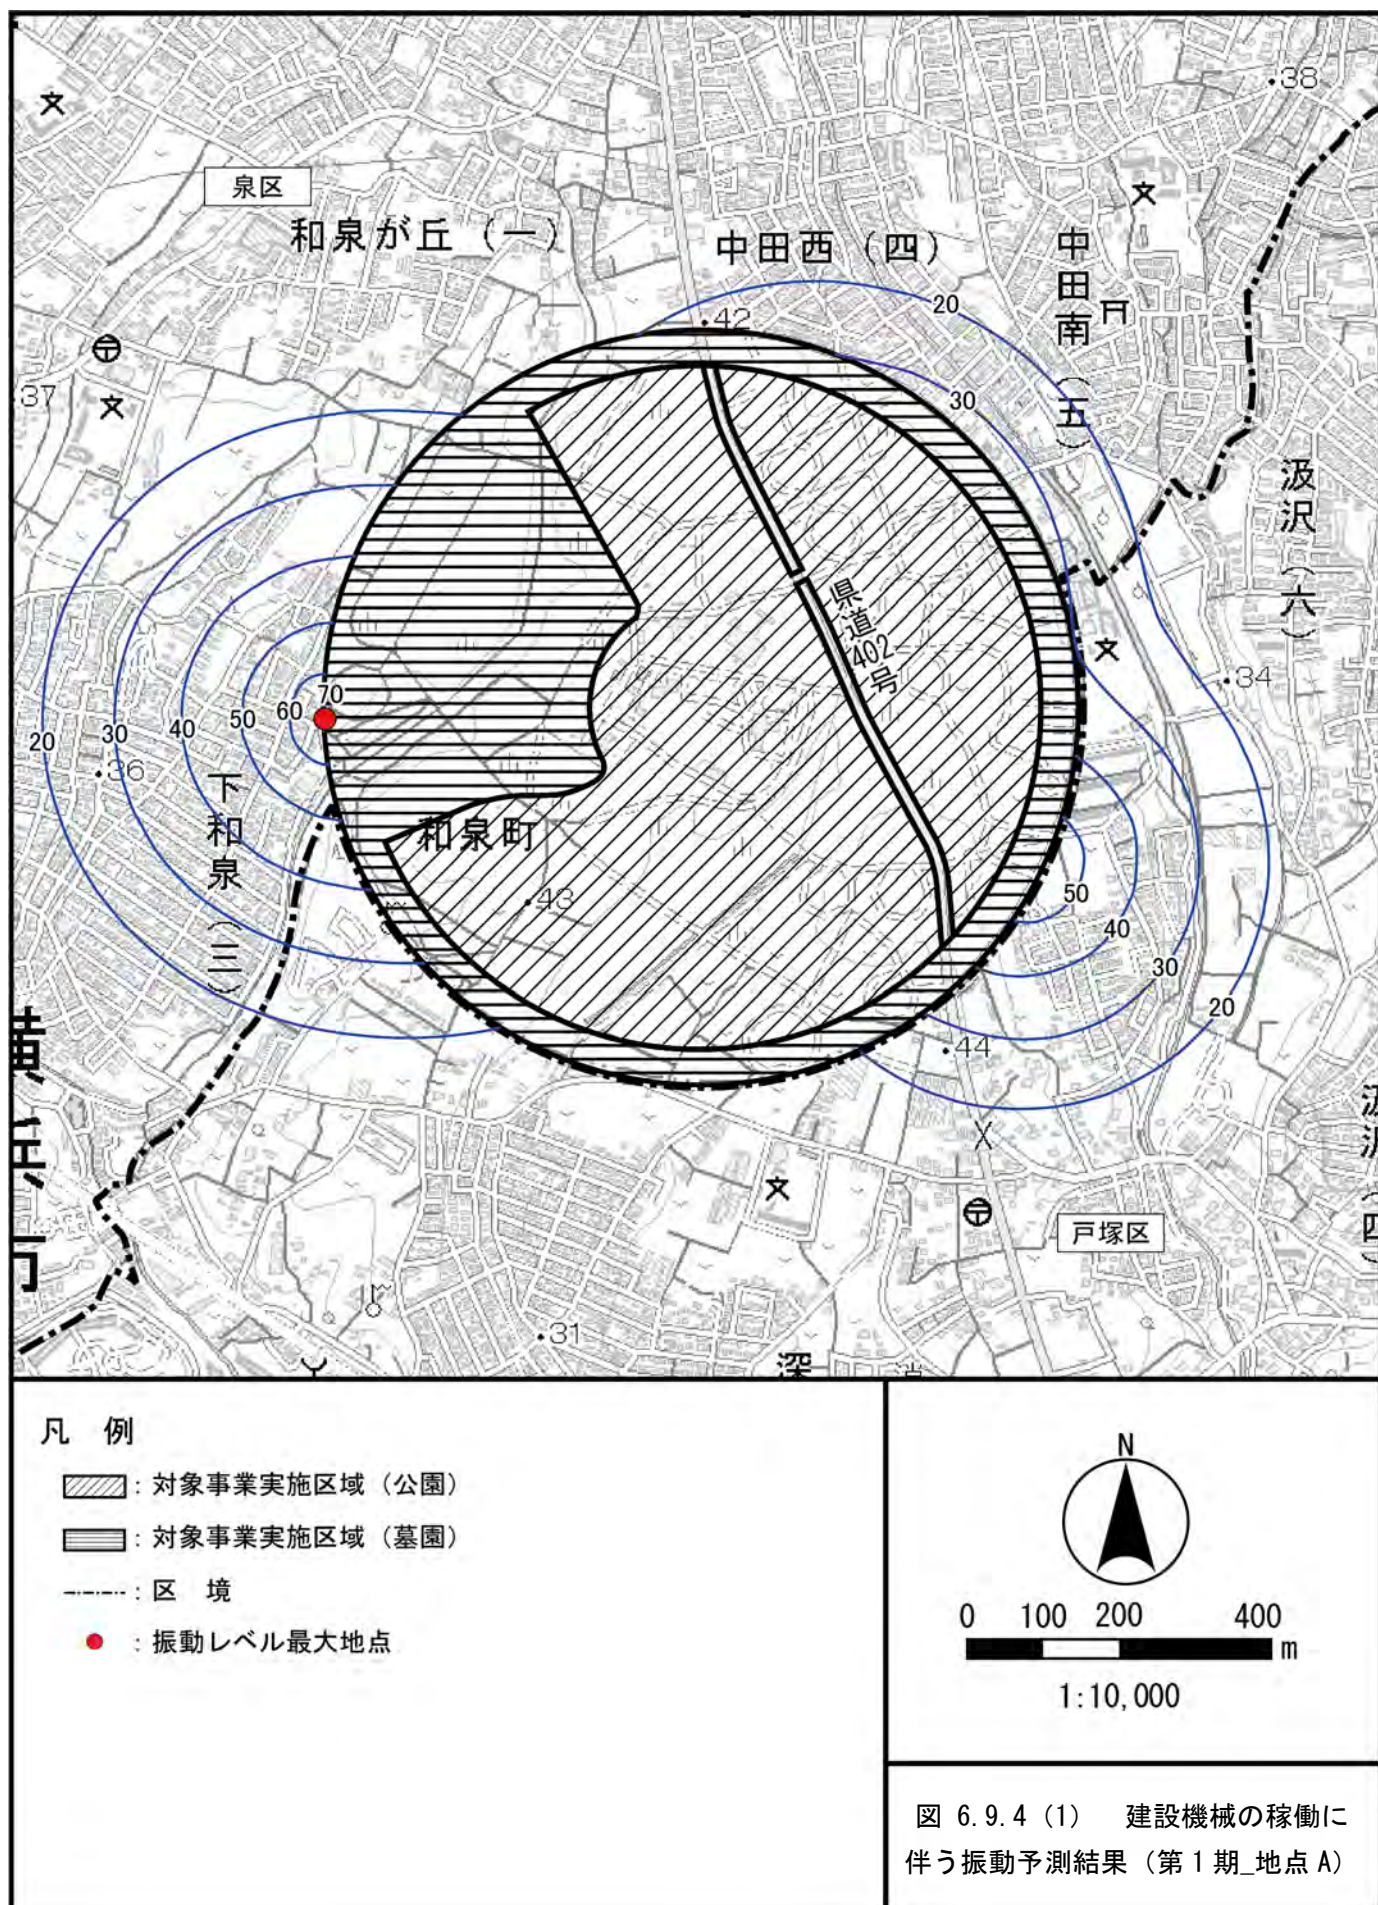 38
泉区
和泉が丘（一）
中田西（四）
中田南（五）
20
42
37
30
汲沢（六）
県道402号
34
70
60
50
40
30
20
36
下和泉（三）
和泉町
43
50
40
30
20
44
戸塚区
31
深
凡　例
：対象事業実施区域（公園）
：対象事業実施区域（墓園）
：区　境
：振動レベル最大地点
N
0 100 200 400
m
1:10,000
図 6.9.4 (1)　建設機械の稼働に
伴う振動予測結果（第1期_地点A）